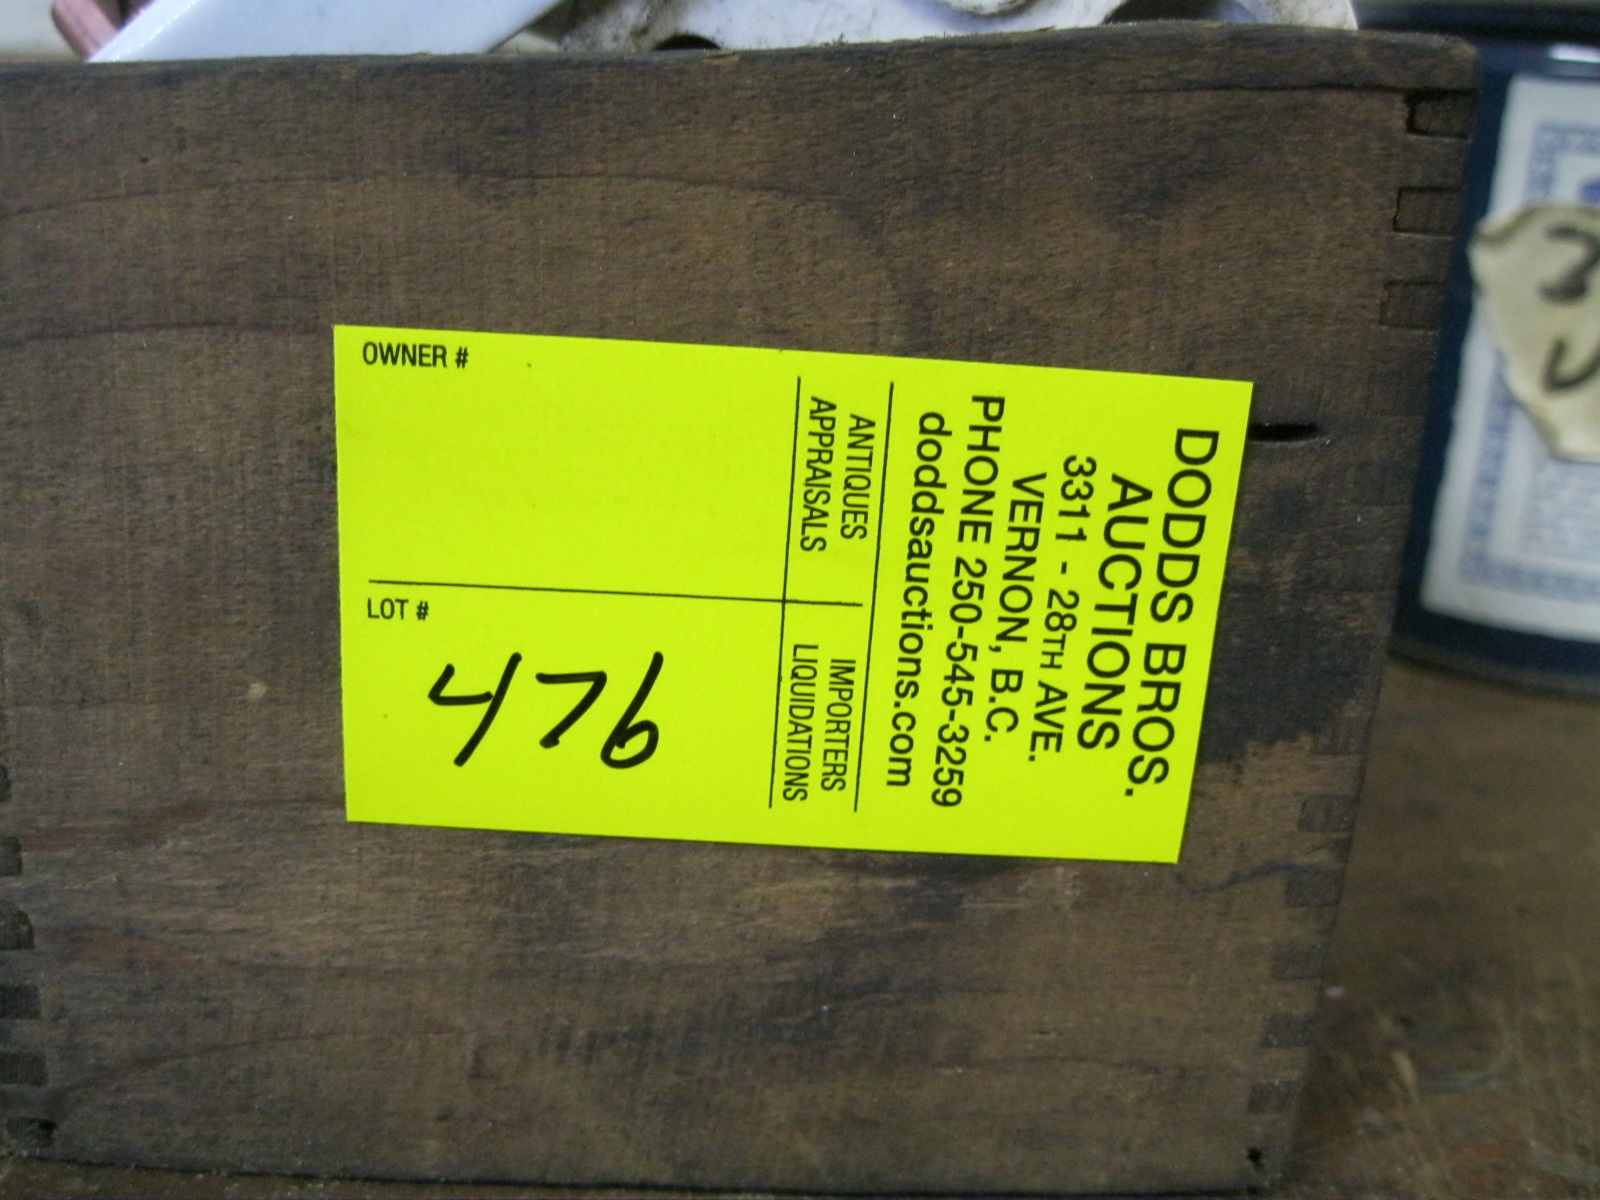 DODDS BROS.
AUCTIONS
3311 - 28TH AVE.
VERNON, B.C.
PHONE 250-545-3259
doddsauctions.com
ANTIQUES
APPRAISALS
IMPORTERS
LIQUIDATIONS
OWNER #
LOT #
476